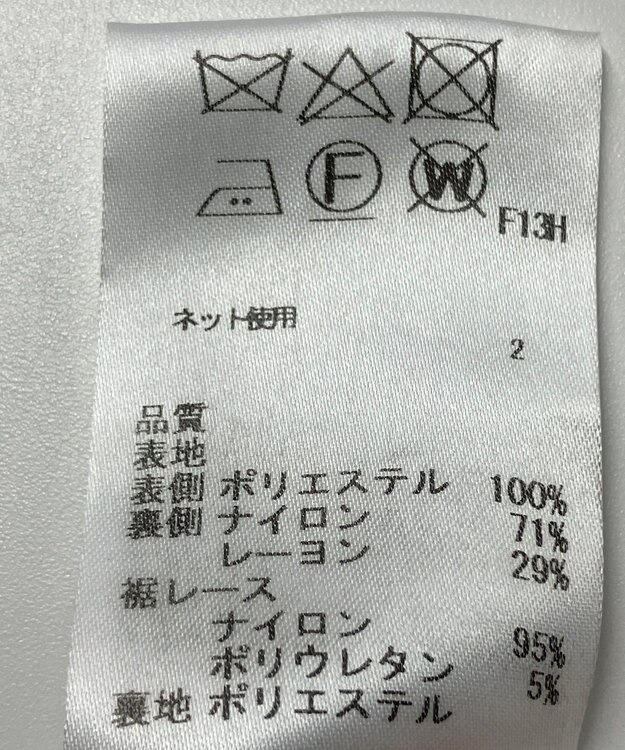 F W
F13H
ネット使用
2
品質
表地
表側 ポリエステル 100%
裏側 ナイロン 71%
レーヨン 29%
裾レース
ナイロン 95%
ポリウレタン 5%
裏地 ポリエステル